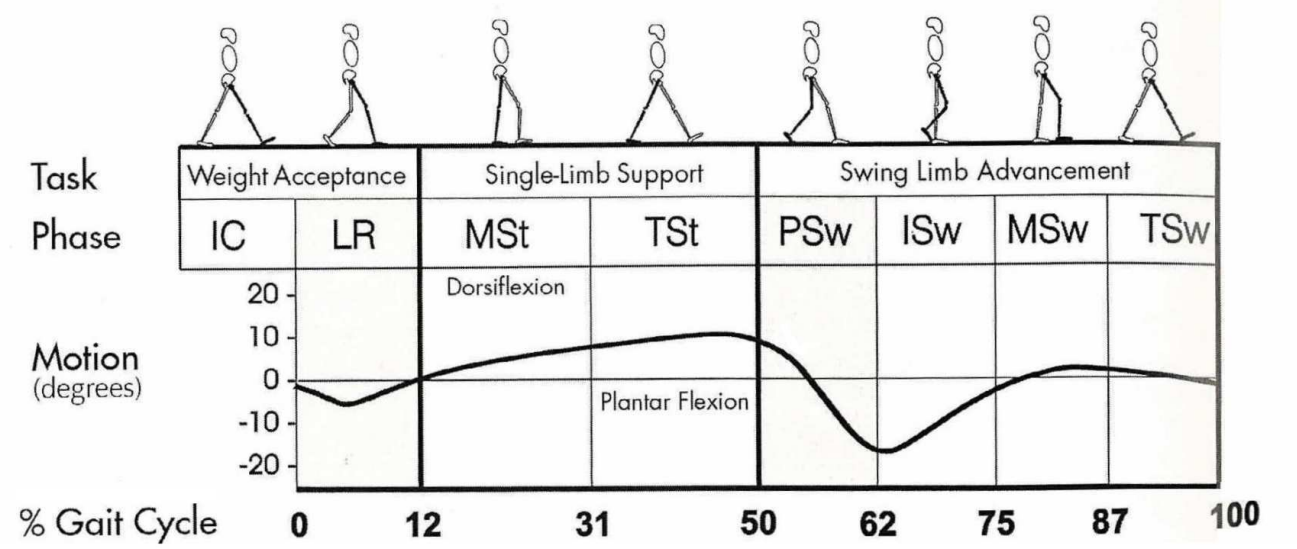 Task Weight Acceptance Single-Limb Support Swing Limb Advancement
Phase IC LR MSt TSt PSw ISw MSw TSw
Dorsiflexion
20
10
Motion
0
(degrees)
Plantar Flexion
-10
-20
% Gait Cycle 0 12 31 50 62 75 87 100